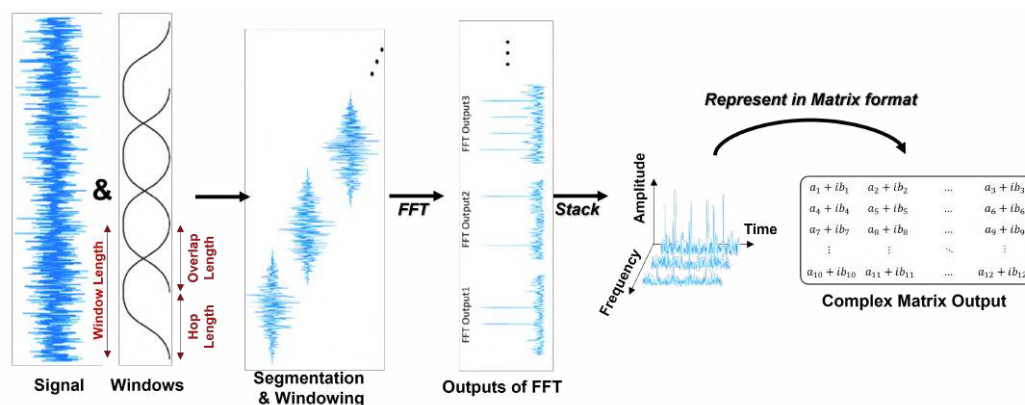 Signal
&
Windows
Window Length
Overlap
Length
Hop
Length
Segmentation
& Windowing
FFT
FFT Output3
FFT Output2
FFT Output1
Outputs of FFT
Stack
Amplitude
Time
Frequency
Represent in Matrix format
a₁ + ib₁ a₂ + ib₂ ... a₃ + ib₃
a₄ + ib₄ a₅ + ib₅ ... a₆ + ib₆
a₇ + ib₇ a₈ + ib₈ ... a₉ + ib₉
⋮ ⋮ ⋱ ⋮
a₁₀ + ib₁₀ a₁₁ + ib₁₁ ... a₁₂ + ib₁₂
Complex Matrix Output